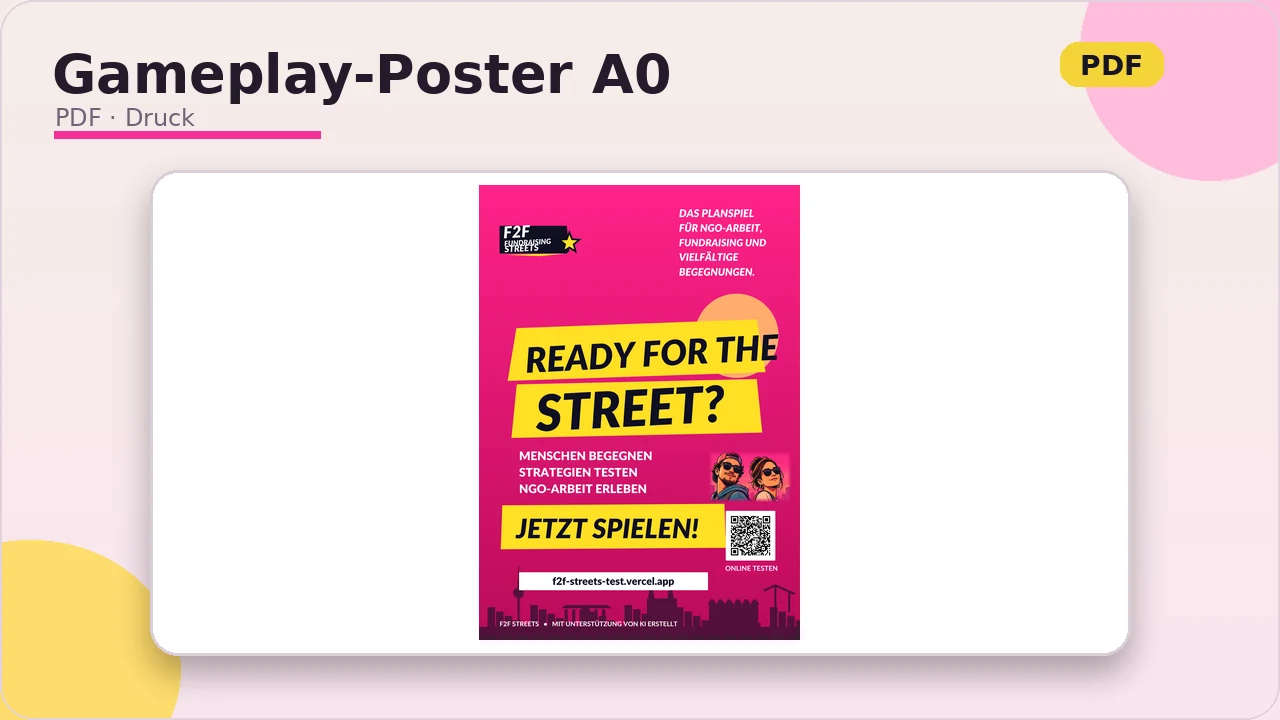 Gameplay-Poster A0
PDF
PDF · Druck
F2F
FUNDRAISING
STREETS
DAS PLANSPIEL
FÜR NGO-ARBEIT,
FUNDRAISING UND
VIELFÄLTIGE
BEGEGNUNGEN.
READY FOR THE
STREET?
MENSCHEN BEGEGNEN
STRATEGIEN TESTEN
NGO-ARBEIT ERLEBEN
JETZT SPIELEN!
ONLINE TESTEN
f2f-streets-test.vercel.app
F2F STREETS • MIT UNTERSTÜTZUNG VON KI ERSTELLT